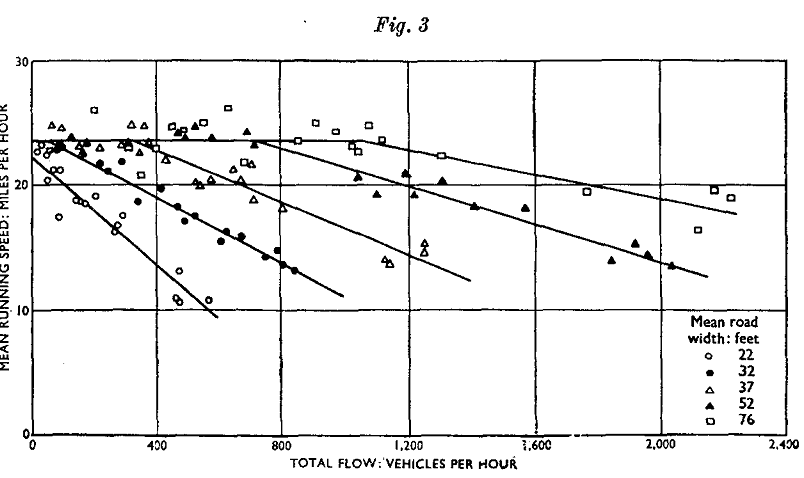 Fig. 3
30
20
10
0
MEAN RUNNING SPEED: MILES PER HOUR
0 400 800 1,200 1,600 2,000 2,400
TOTAL FLOW: VEHICLES PER HOUR
Mean road
width: feet
22
32
37
52
76